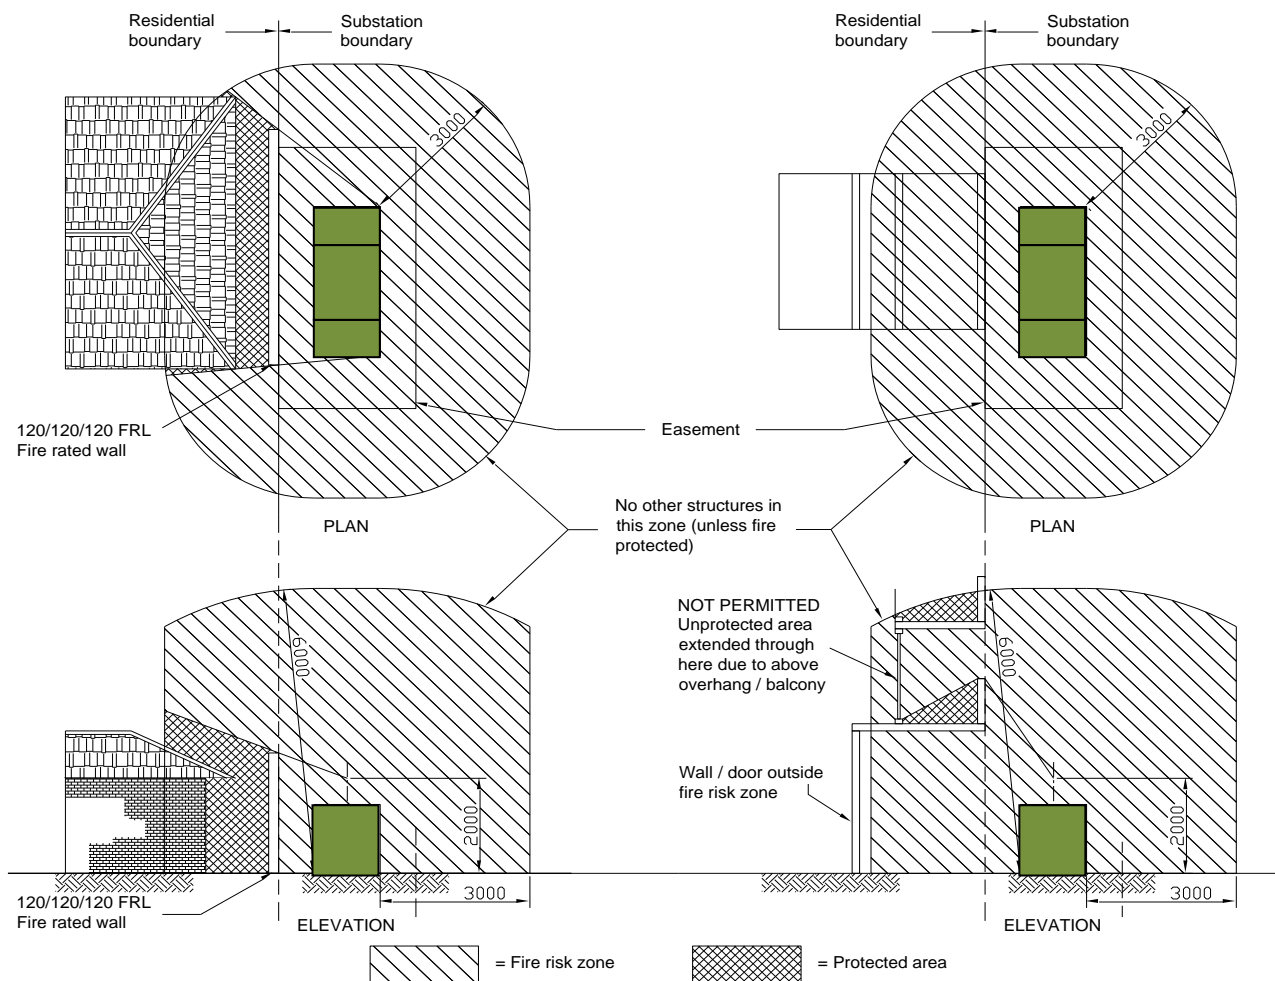 Residential
boundary
Substation
boundary
Residential
boundary
Substation
boundary
3000
3000
120/120/120 FRL
Fire rated wall
Easement
No other structures in
this zone (unless fire
protected)
PLAN
PLAN
6000
NOT PERMITTED
Unprotected area
extended through
here due to above
overhang / balcony
6000
Wall / door outside
fire risk zone
2000
2000
3000
3000
120/120/120 FRL
Fire rated wall
ELEVATION
ELEVATION
= Fire risk zone
= Protected area